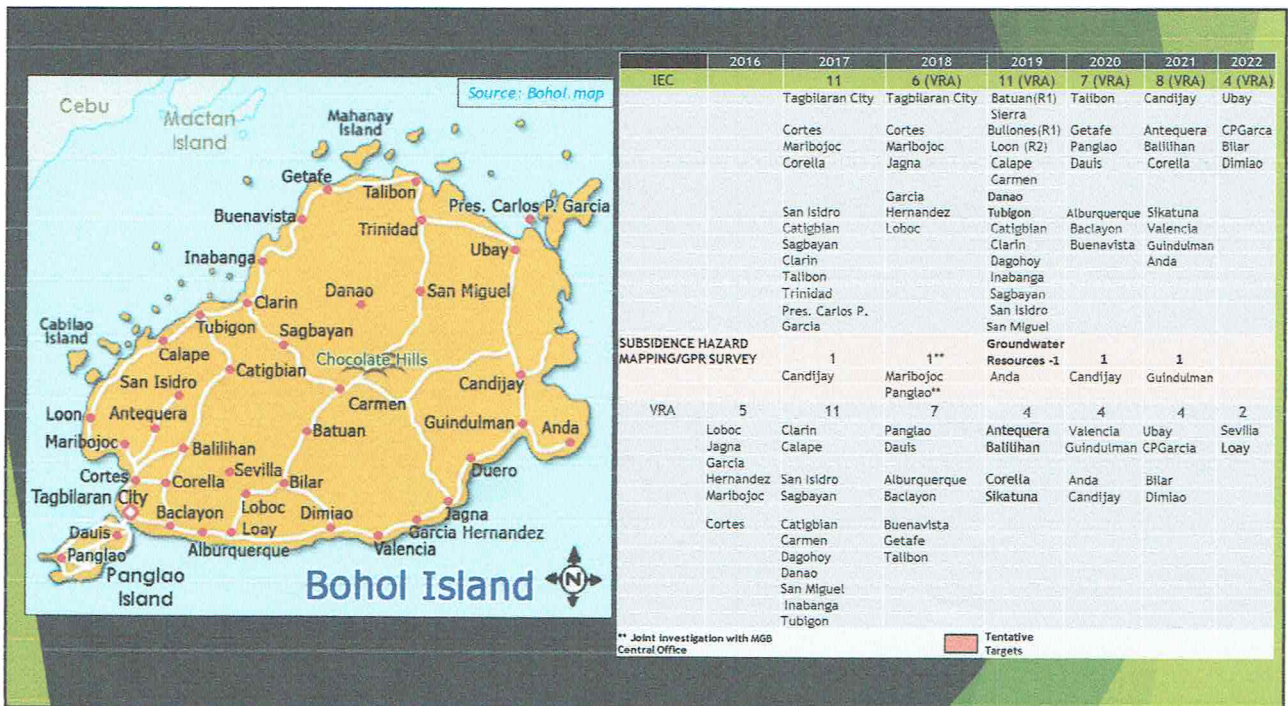 Source: Bohol.map
Cebu
Mactan
Island
Mahanay
Island
Getafe
Talibon
Pres. Carlos P. Garcia
Buenavista
Trinidad
Ubay
Inabanga
Danao
San Miguel
Clarin
Cabilao
Island
Tubigon
Sagbayan
Calape
Chocolate Hills
Catigbian
Candijay
San Isidro
Carmen
Loon
Antequera
Guindulman
Anda
Batuan
Maribojoc
Balilihan
Duero
Cortes
Sevilla
Corella
Bilar
Tagbilaran City
Loboc
Jagna
Baclayon
Dimiao
Garcia Hernandez
Dauis
Loay
Alburquerque
Valencia
Panglao
Panglao
Island
Bohol Island
N
2016 2017 2018 2019 2020 2021 2022
IEC 11 6 (VRA) 11 (VRA) 7 (VRA) 8 (VRA) 4 (VRA)
Tagbilaran City Tagbilaran City Batuan(R1) Talibon Candijay Ubay
Sierra
Cortes Cortes Bullones(R1) Getafe Antequera CPGarca
Maribojoc Maribojoc Loon (R2) Panglao Balilihan Bilar
Corella Jagna Calape Dauis Corella Dimiao
Carmen
Garcia Danao
San Isidro Hernandez Tubigon Alburquerque Sikatuna
Catigbian Loboc Catigbian Baclayon Valencia
Sagbayan Clarin Buenavista Guindulman
Clarin Dagohoy Anda
Talibon Inabanga
Trinidad Sagbayan
Pres. Carlos P. San Isidro
Garcia San Miguel
SUBSIDENCE HAZARD Groundwater
MAPPING/GPR SURVEY 1 1** Resources -1 1 1
Candijay Maribojoc Anda Candijay Guindulman
Panglao**
VRA 5 11 7 4 4 4 2
Loboc Clarin Panglao Antequera Valencia Ubay Sevilla
Jagna Calape Dauis Balilihan Guindulman CPGarcia Loay
Garcia
Hernandez San Isidro Alburquerque Corella Anda Bilar
Maribojoc Sagbayan Baclayon Sikatuna Candijay Dimiao
Cortes Catigbian Buenavista
Carmen Getafe
Dagohoy Talibon
Danao
San Miguel
Inabanga
Tubigon
** Joint Investigation with MGB
Central Office
Tentative
Targets